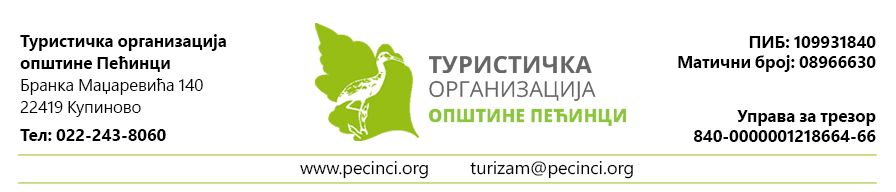 Туристичка организација
општине Пећинци
Бранка Маџаревића 140
22419 Купиново
Тел: 022-243-8060
ТУРИСТИЧКА
ОРГАНИЗАЦИЈА
ОПШТИНЕ ПЕЋИНЦИ
ПИБ: 109931840
Матични број: 08966630
Управа за трезор
840-0000001218664-66
www.pecinci.org turizam@pecinci.org